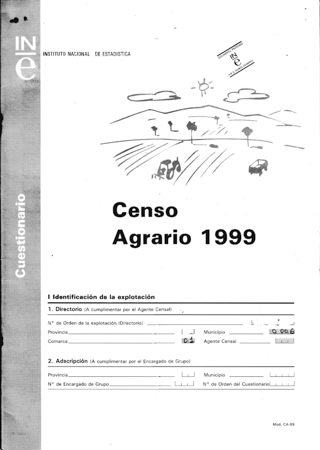 INe
INSTITUTO NACIONAL DE ESTADISTICA
INe
Cuestionario
Censo
Agrario 1999
I Identificación de la explotación
1. Directorio (A cumplimentar por el Agente Censal)
Nº de Orden de la explotación (Directorio)
Provincia Municipio
Comarca 01 Agente Censal
2. Adscripción (A cumplimentar por el Encargado de Grupo)
Provincia Municipio
Nº de Encargado de Grupo Nº de Orden del Cuestionario
Mod. CA-99